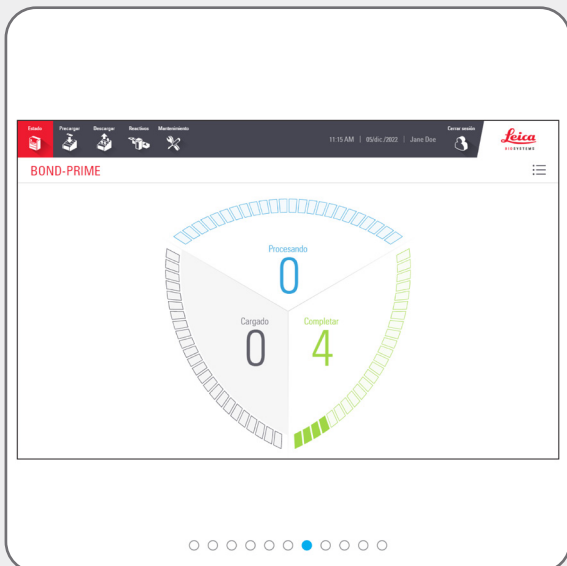 Estado Precargar Descargar Reactivos Mantenimiento
11:15 AM | 05/dic./2022 | Jane Doe
Cerrar sesión
Leica
BIOSYSTEMS
BOND-PRIME
Procesando
0
Cargado
0
Completar
4